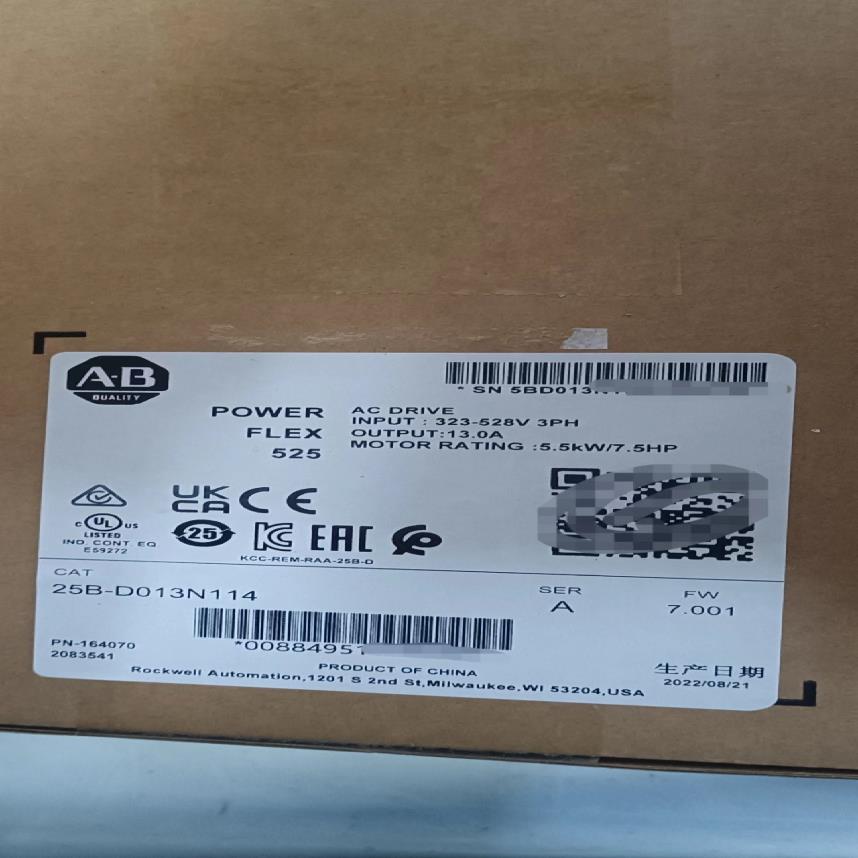 A-B
QUALITY
* SN 5BD013
POWER
FLEX
525
AC DRIVE
INPUT : 323-528V 3PH
OUTPUT:13.0A
MOTOR RATING :5.5kW/7.5HP
UK
CA
CE
C UL US
LISTED
IND. CONT. EQ
E59272
25
KC
EAC
KCC-REM-RAA-25B-D
CAT
25B-D013N114
SER
A
FW
7.001
*00884951
PN-164070
2083541
PRODUCT OF CHINA
Rockwell Automation,1201 S 2nd St,Milwaukee,WI 53204,USA
生产日期
2022/08/21